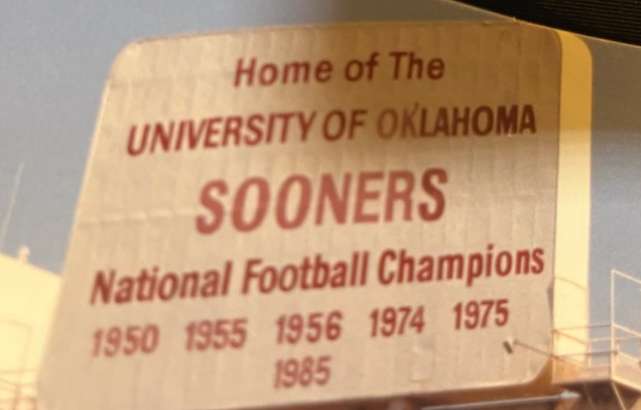 Home of The
UNIVERSITY OF OKLAHOMA
SOONERS
National Football Champions
1950 1955 1956 1974 1975
1985